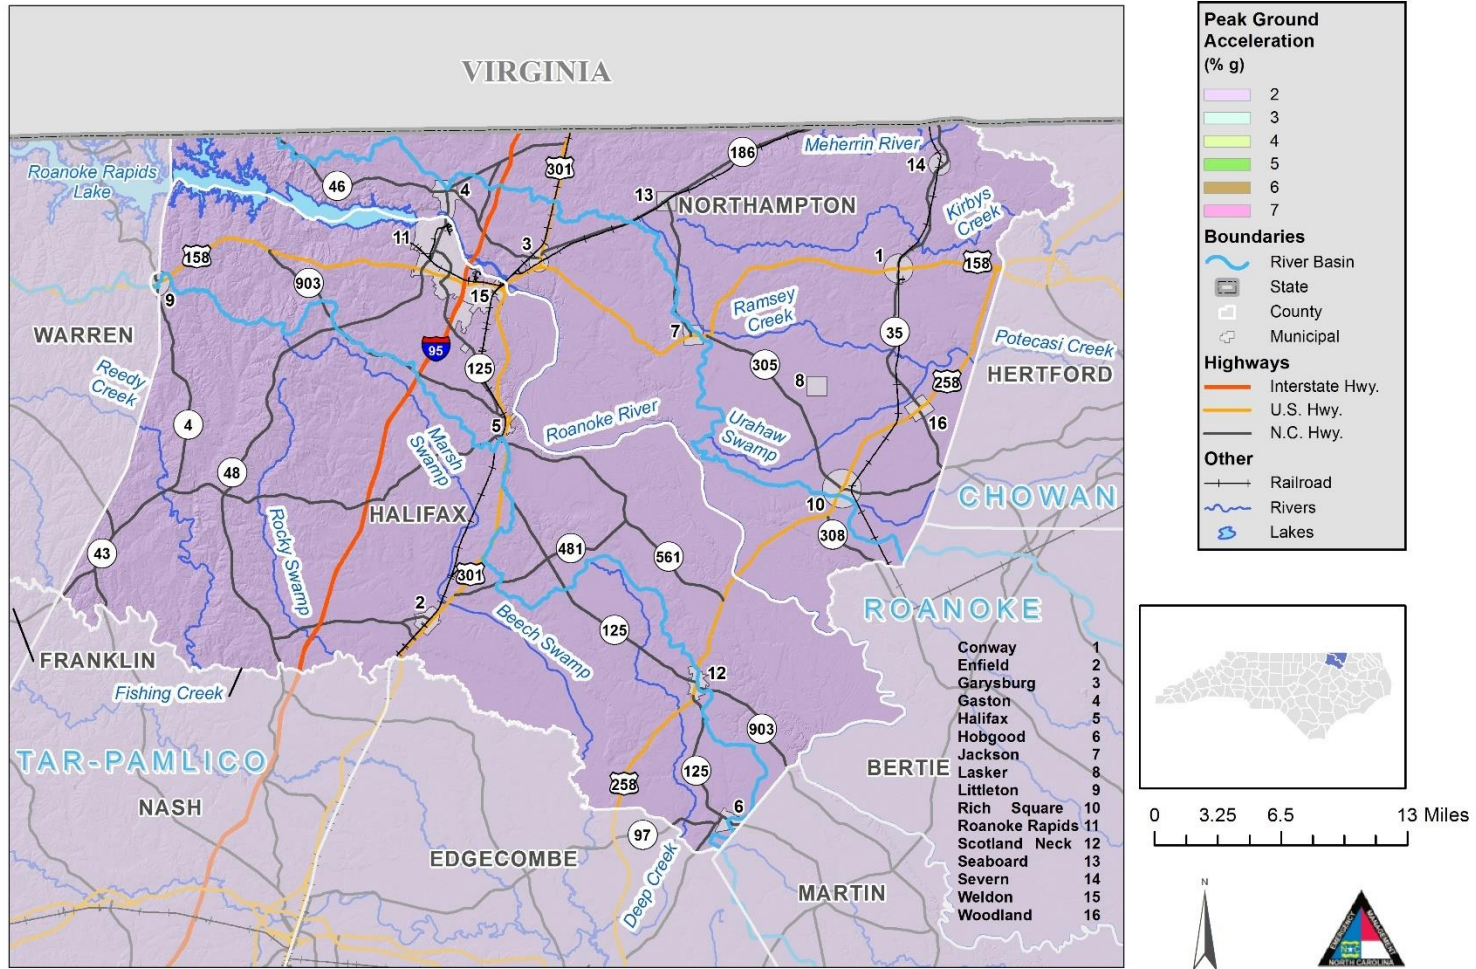 VIRGINIA
Roanoke Rapids
Lake
46
4
301
186
Meherrin River
14
13
NORTHAMPTON
Kirbys
Creek
11
3
1
158
158
903
9
15
WARREN
95
7
Ramsey
Creek
35
Potecasi Creek
HERTFORD
Reedy
Creek
125
305
8
258
4
5
Roanoke River
Urahaw
Swamp
16
Marsh
Swamp
48
HALIFAX
10
CHOWAN
43
Rocky Swamp
481
561
308
301
2
ROANOKE
Beech Swamp
125
FRANKLIN
Fishing Creek
12
903
TAR-PAMLICO
NASH
258
125
BERTIE
6
97
EDGECOMBE
Deep Creek
MARTIN
Conway 1
Enfield 2
Garysburg 3
Gaston 4
Halifax 5
Hobgood 6
Jackson 7
Lasker 8
Littleton 9
Rich Square 10
Roanoke Rapids 11
Scotland Neck 12
Seaboard 13
Severn 14
Weldon 15
Woodland 16
Peak Ground
Acceleration
(% g)
2
3
4
5
6
7
Boundaries
River Basin
State
County
Municipal
Highways
Interstate Hwy.
U.S. Hwy.
N.C. Hwy.
Other
Railroad
Rivers
Lakes
0 3.25 6.5 13 Miles
N
EMERGENCY
MANAGEMENT
NORTH CAROLINA